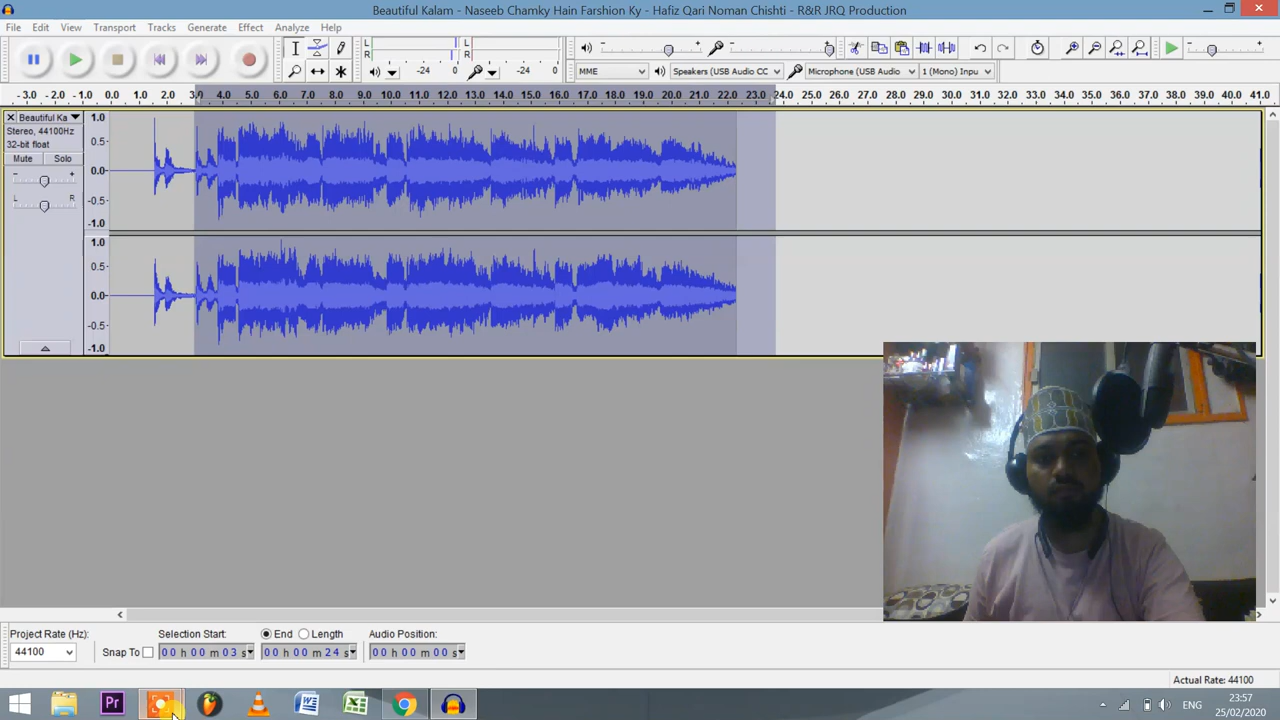 Beautiful Kalam - Naseeb Chamky Hain Farshion Ky - Hafiz Qari Noman Chishti - R&R JRQ Production
File Edit View Transport Tracks Generate Effect Analyze Help
L R -24 0 L R -24 0
MME Speakers (USB Audio CC Microphone (USB Audio 1 (Mono) Inpu
- 3.0 - 2.0 - 1.0 0.0 1.0 2.0 3.0 4.0 5.0 6.0 7.0 8.0 9.0 10.0 11.0 12.0 13.0 14.0 15.0 16.0 17.0 18.0 19.0 20.0 21.0 22.0 23.0 24.0 25.0 26.0 27.0 28.0 29.0 30.0 31.0 32.0 33.0 34.0 35.0 36.0 37.0 38.0 39.0 40.0 41.0
Beautiful Ka
Stereo, 44100Hz
32-bit float
Mute Solo
- +
L R
1.0
0.5
0.0
-0.5
-1.0
1.0
0.5
0.0
-0.5
-1.0
Project Rate (Hz): Selection Start: End Length Audio Position:
44100 Snap To 00 h 00 m 03 s 00 h 00 m 24 s 00 h 00 m 00 s
Actual Rate: 44100
Pr
ENG
23:57
25/02/2020